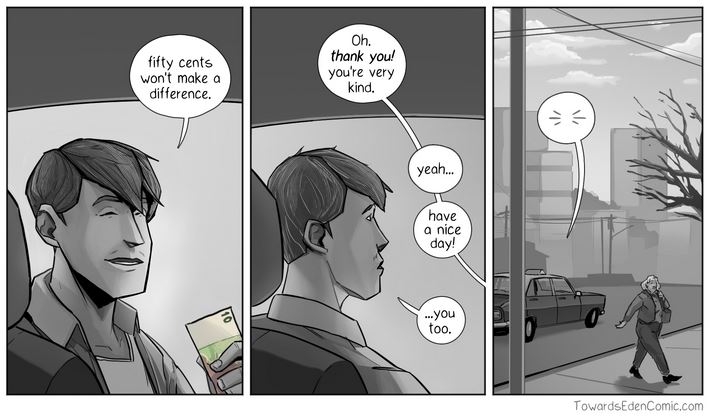 fifty cents
won't make a
difference.
Oh.
thank you!
you're very
kind.
yeah...
have
a nice
day!
...you
too.
TowardsEdenComic.com